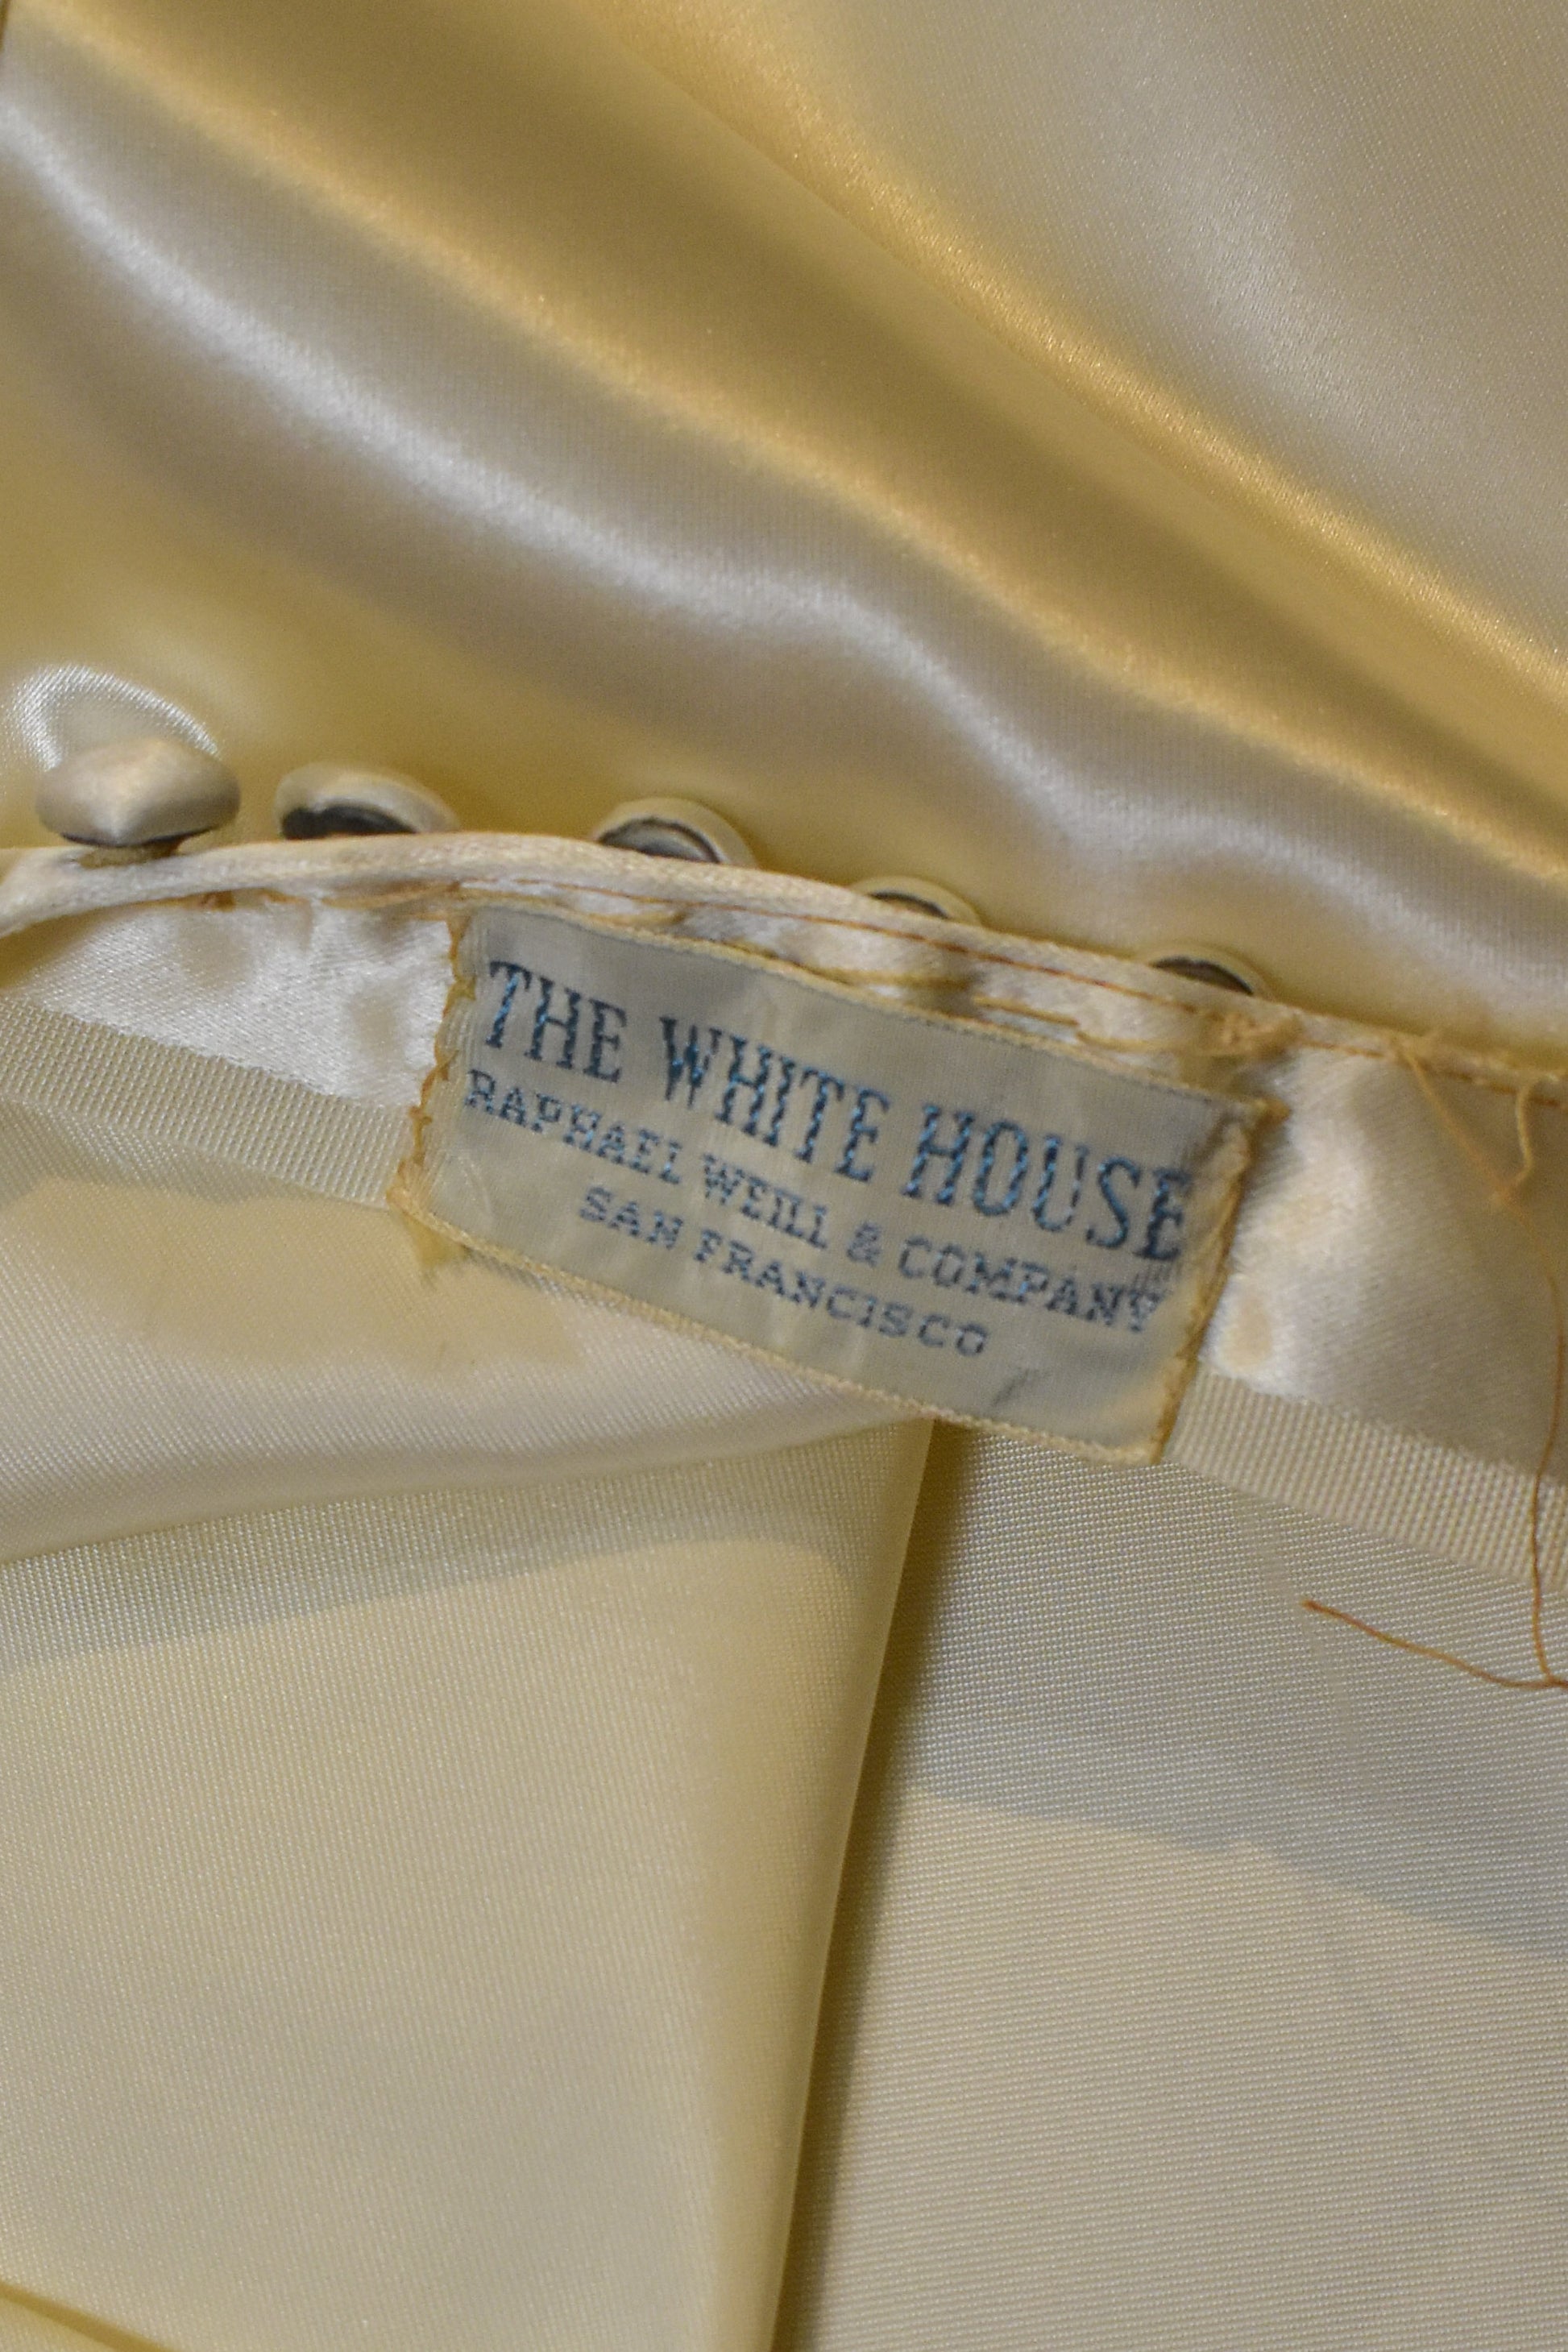 THE WHITE HOUSE
RAPHAEL WEILL & COMPANY
SAN FRANCISCO